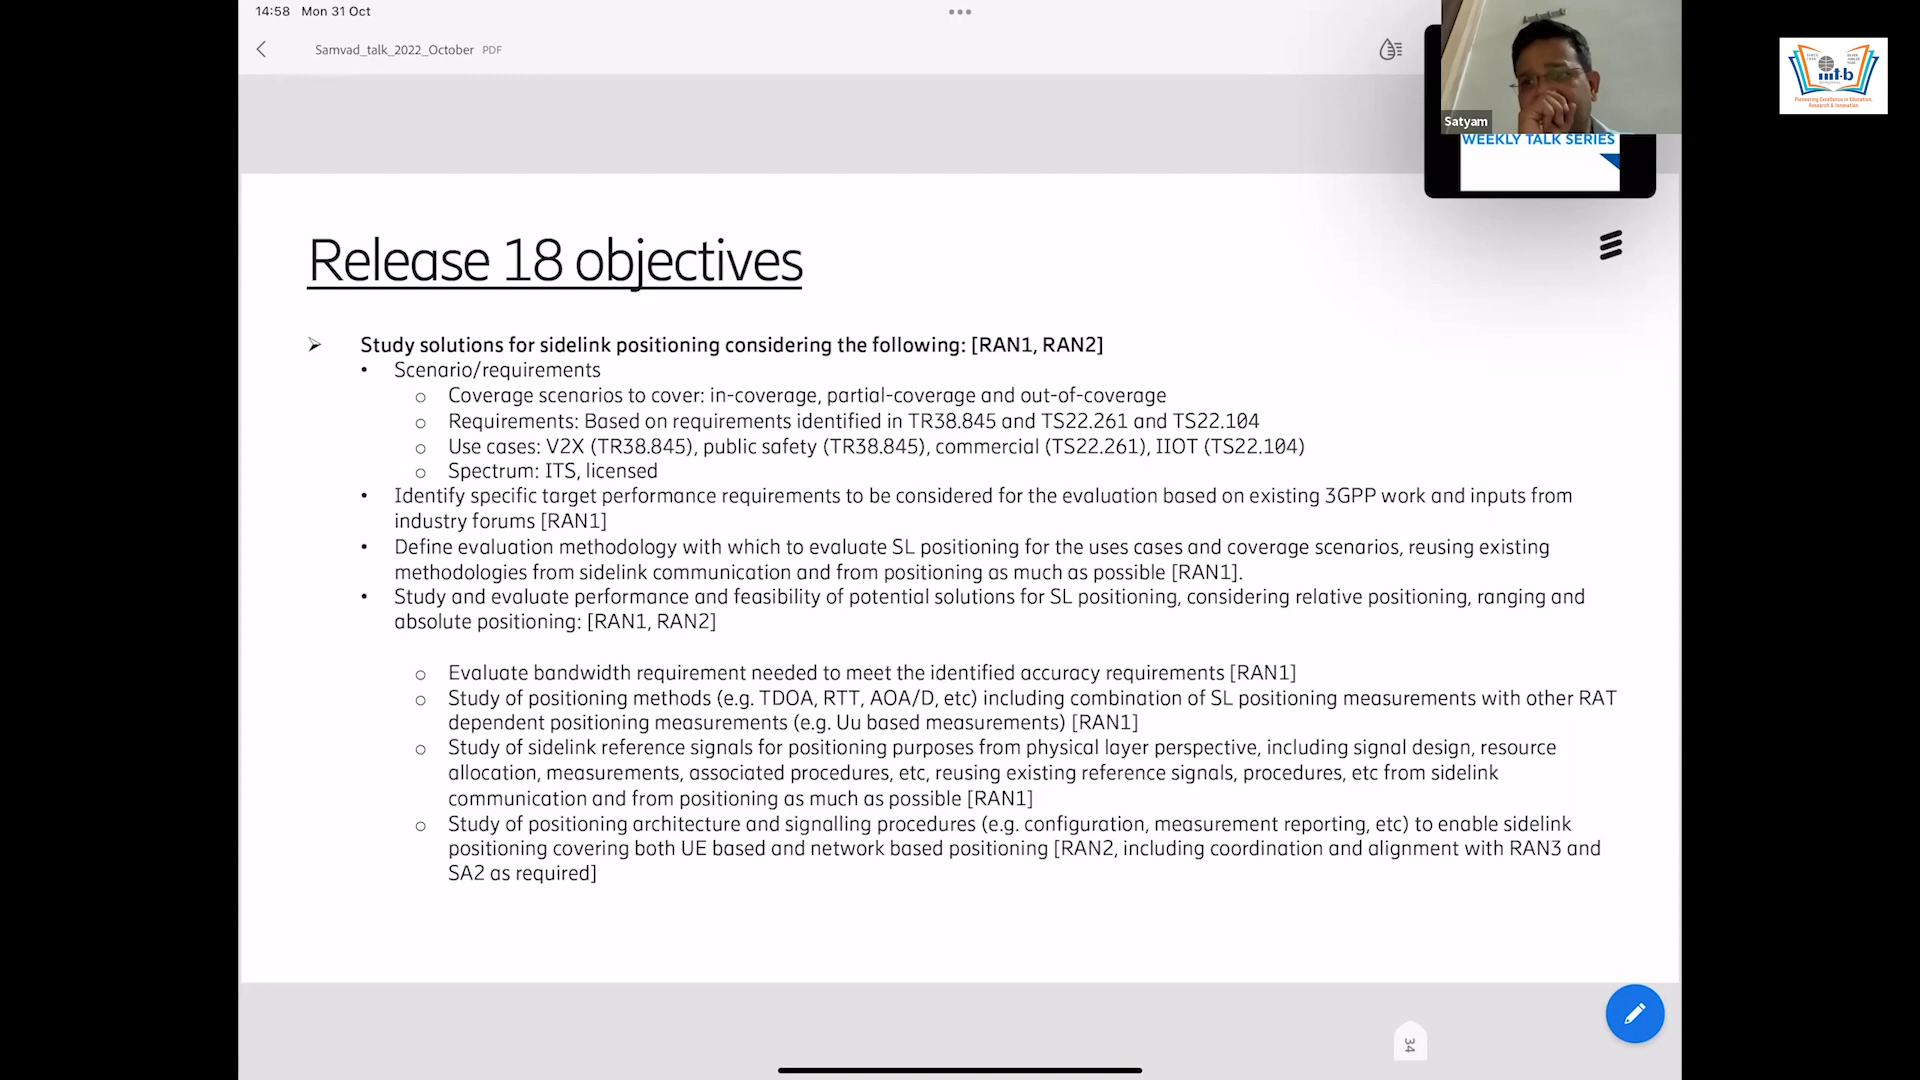 14:58 Mon 31 Oct
Samvad_talk_2022_October PDF
Satyam
WEEKLY TALK SERIES
iiit-b
Pioneering Excellence in Education,
Research & Innovation
Release 18 objectives
➢ Study solutions for sidelink positioning considering the following: [RAN1, RAN2]
• Scenario/requirements
o Coverage scenarios to cover: in-coverage, partial-coverage and out-of-coverage
o Requirements: Based on requirements identified in TR38.845 and TS22.261 and TS22.104
o Use cases: V2X (TR38.845), public safety (TR38.845), commercial (TS22.261), IIOT (TS22.104)
o Spectrum: ITS, licensed
• Identify specific target performance requirements to be considered for the evaluation based on existing 3GPP work and inputs from
industry forums [RAN1]
• Define evaluation methodology with which to evaluate SL positioning for the uses cases and coverage scenarios, reusing existing
methodologies from sidelink communication and from positioning as much as possible [RAN1].
• Study and evaluate performance and feasibility of potential solutions for SL positioning, considering relative positioning, ranging and
absolute positioning: [RAN1, RAN2]
o Evaluate bandwidth requirement needed to meet the identified accuracy requirements [RAN1]
o Study of positioning methods (e.g. TDOA, RTT, AOA/D, etc) including combination of SL positioning measurements with other RAT
dependent positioning measurements (e.g. Uu based measurements) [RAN1]
o Study of sidelink reference signals for positioning purposes from physical layer perspective, including signal design, resource
allocation, measurements, associated procedures, etc, reusing existing reference signals, procedures, etc from sidelink
communication and from positioning as much as possible [RAN1]
o Study of positioning architecture and signalling procedures (e.g. configuration, measurement reporting, etc) to enable sidelink
positioning covering both UE based and network based positioning [RAN2, including coordination and alignment with RAN3 and
SA2 as required]
34